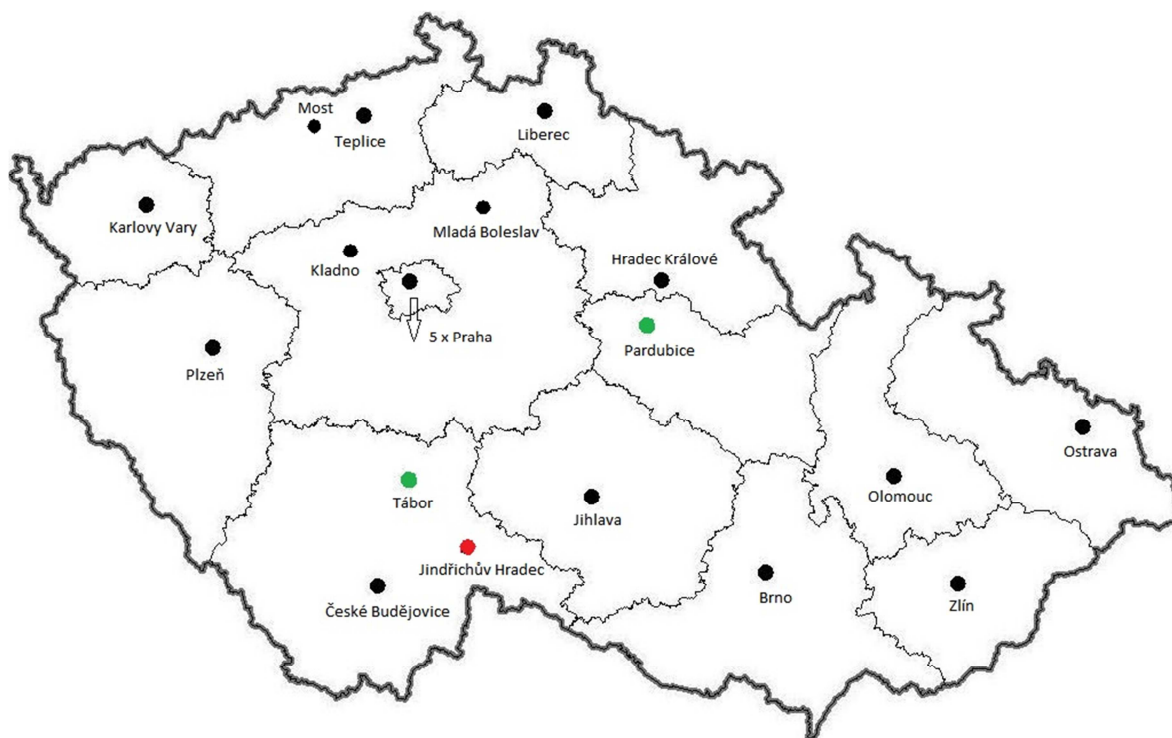 Most
Teplice
Liberec
Karlovy Vary
Mladá Boleslav
Kladno
Hradec Králové
5 x Praha
Pardubice
Plzeň
Ostrava
Tábor
Jihlava
Olomouc
Jindřichův Hradec
České Budějovice
Brno
Zlín